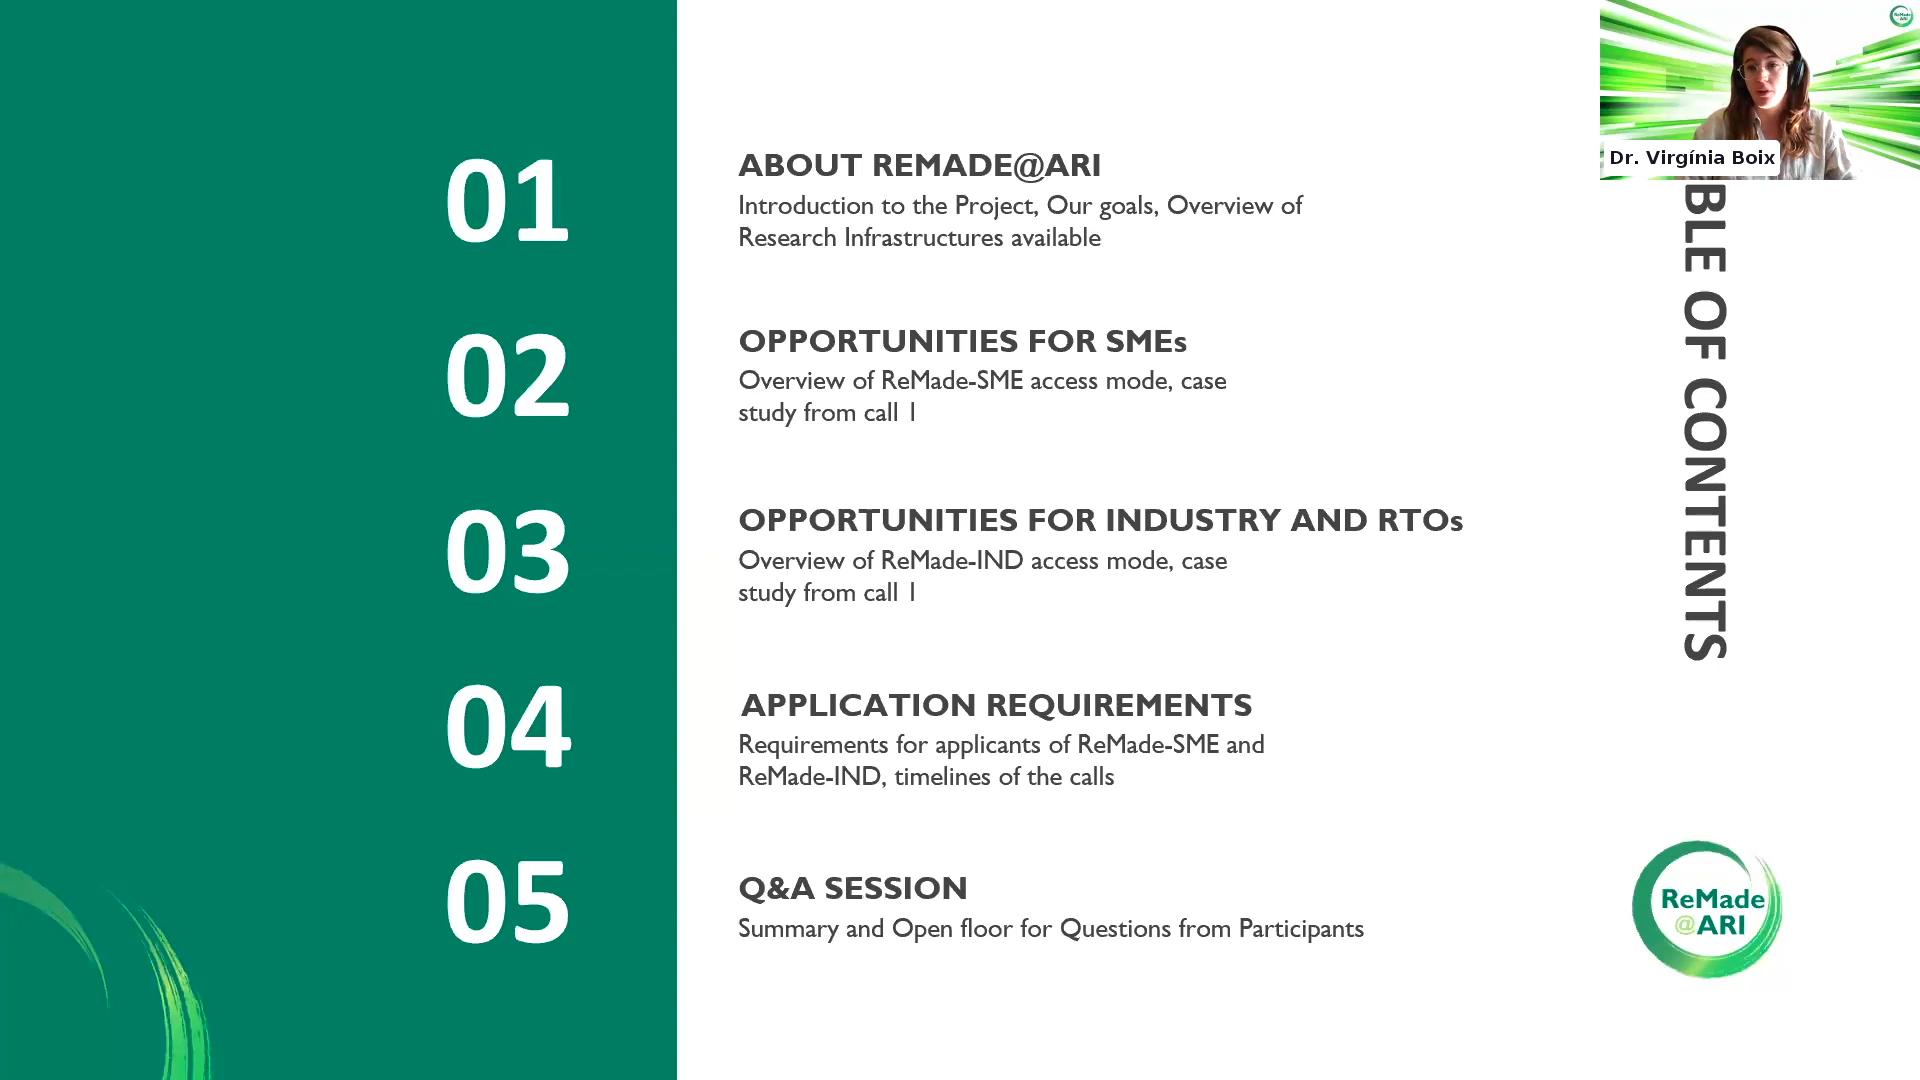 01
ABOUT REMADE@ARI
Introduction to the Project, Our goals, Overview of
Research Infrastructures available
02
OPPORTUNITIES FOR SMEs
Overview of ReMade-SME access mode, case
study from call 1
03
OPPORTUNITIES FOR INDUSTRY AND RTOs
Overview of ReMade-IND access mode, case
study from call 1
04
APPLICATION REQUIREMENTS
Requirements for applicants of ReMade-SME and
ReMade-IND, timelines of the calls
05
Q&A SESSION
Summary and Open floor for Questions from Participants
Dr. Virgínia Boix
BLE OF CONTENTS
ReMade
@ARI
ReMade
@ARI